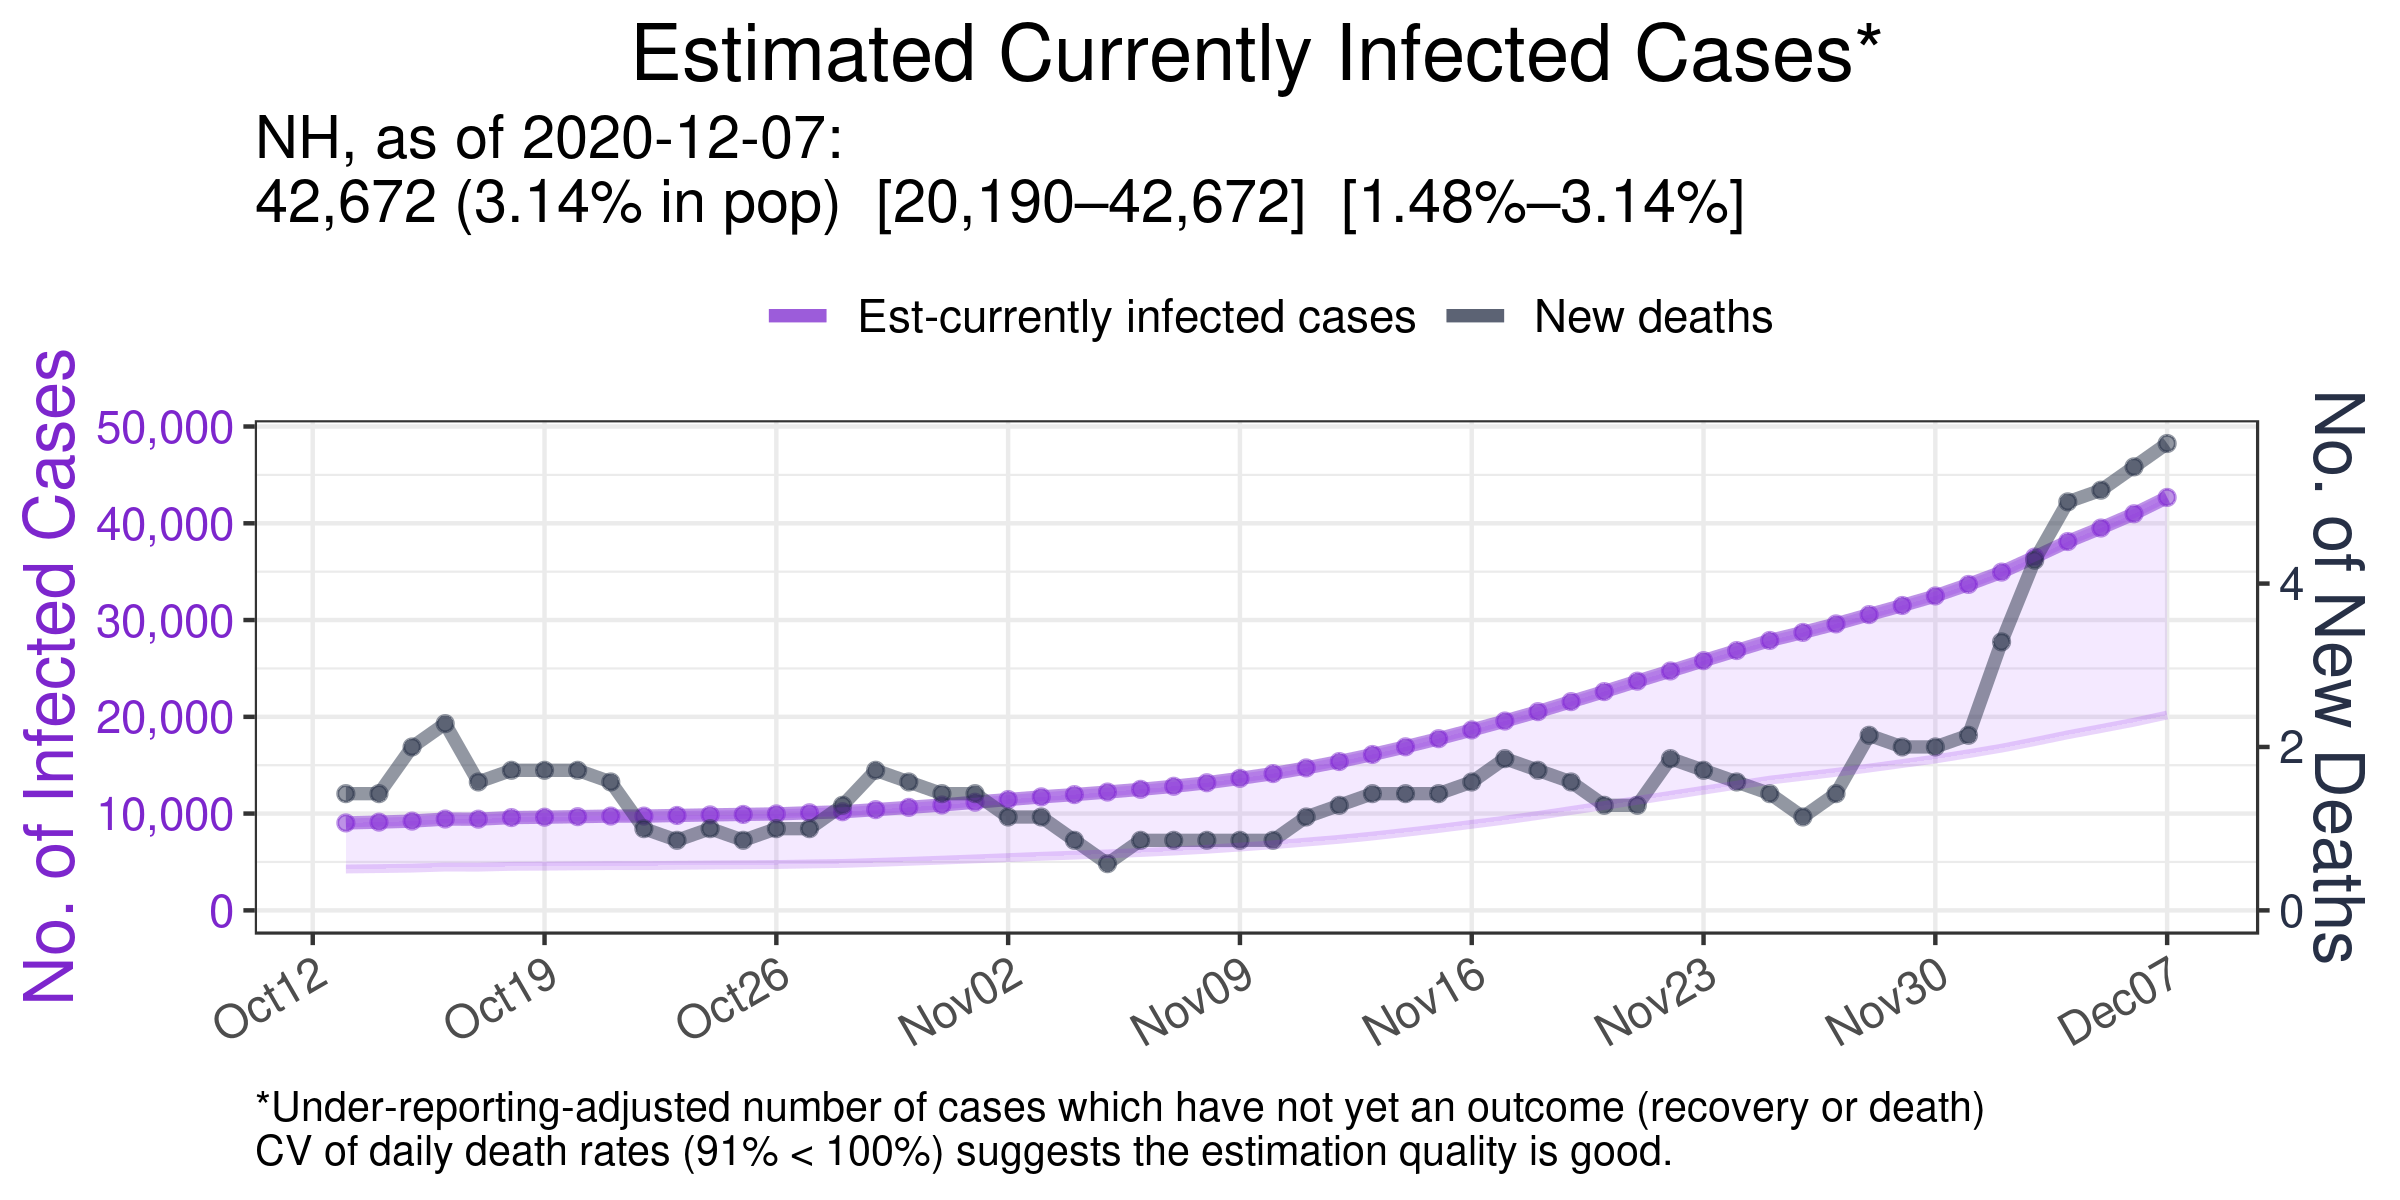 Estimated Currently Infected Cases*
NH, as of 2020-12-07:
42,672 (3.14% in pop)  [20,190–42,672]  [1.48%–3.14%]
Est-currently infected cases
New deaths
No. of Infected Cases
50,000
40,000
30,000
20,000
10,000
0
No. of New Deaths
4
2
0
Oct12
Oct19
Oct26
Nov02
Nov09
Nov16
Nov23
Nov30
Dec07
*Under-reporting-adjusted number of cases which have not yet an outcome (recovery or death)
CV of daily death rates (91% < 100%) suggests the estimation quality is good.